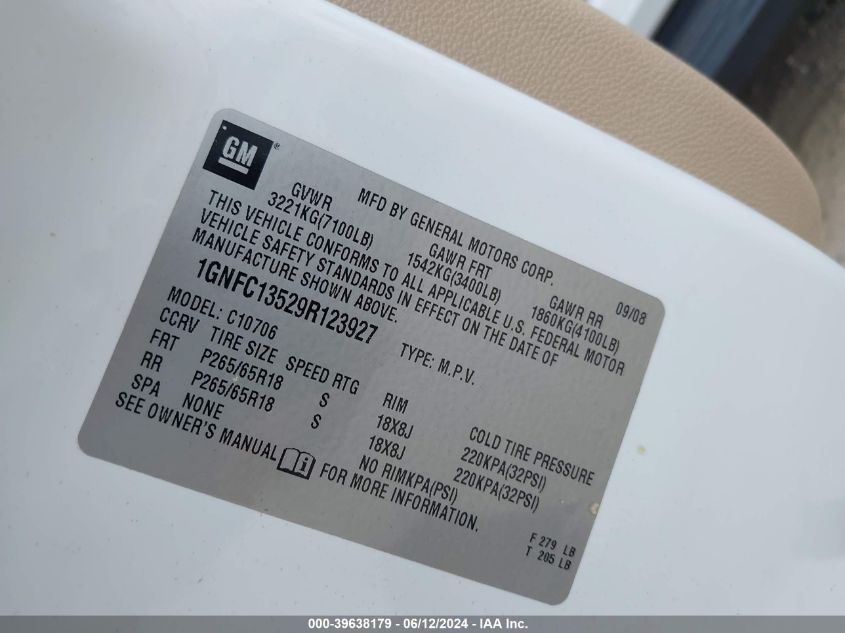 GM®
MFD BY GENERAL MOTORS CORP. 09/08
GVWR GAWR FRT GAWR RR
3221KG(7100LB) 1542KG(3400LB) 1860KG(4100LB)
THIS VEHICLE CONFORMS TO ALL APPLICABLE U.S. FEDERAL MOTOR
VEHICLE SAFETY STANDARDS IN EFFECT ON THE DATE OF
MANUFACTURE SHOWN ABOVE.
1GNFC13529R123927 TYPE: M.P.V.
MODEL: C10706
CCRV TIRE SIZE SPEED RTG RIM COLD TIRE PRESSURE
FRT P265/65R18 S 18X8J 220KPA(32PSI)
RR P265/65R18 S 18X8J 220KPA(32PSI)
SPA NONE NO RIMKPA(PSI)
SEE OWNER'S MANUAL FOR MORE INFORMATION.
F 279 LB
T 205 LB
000-39638179 - 06/12/2024 - IAA Inc.